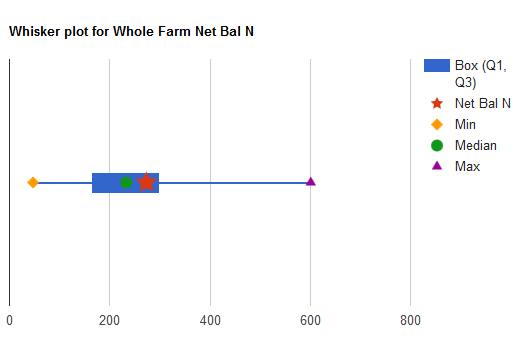 Whisker plot for Whole Farm Net Bal N
Box (Q1,
Q3)
Net Bal N
Min
Median
Max
0 200 400 600 800